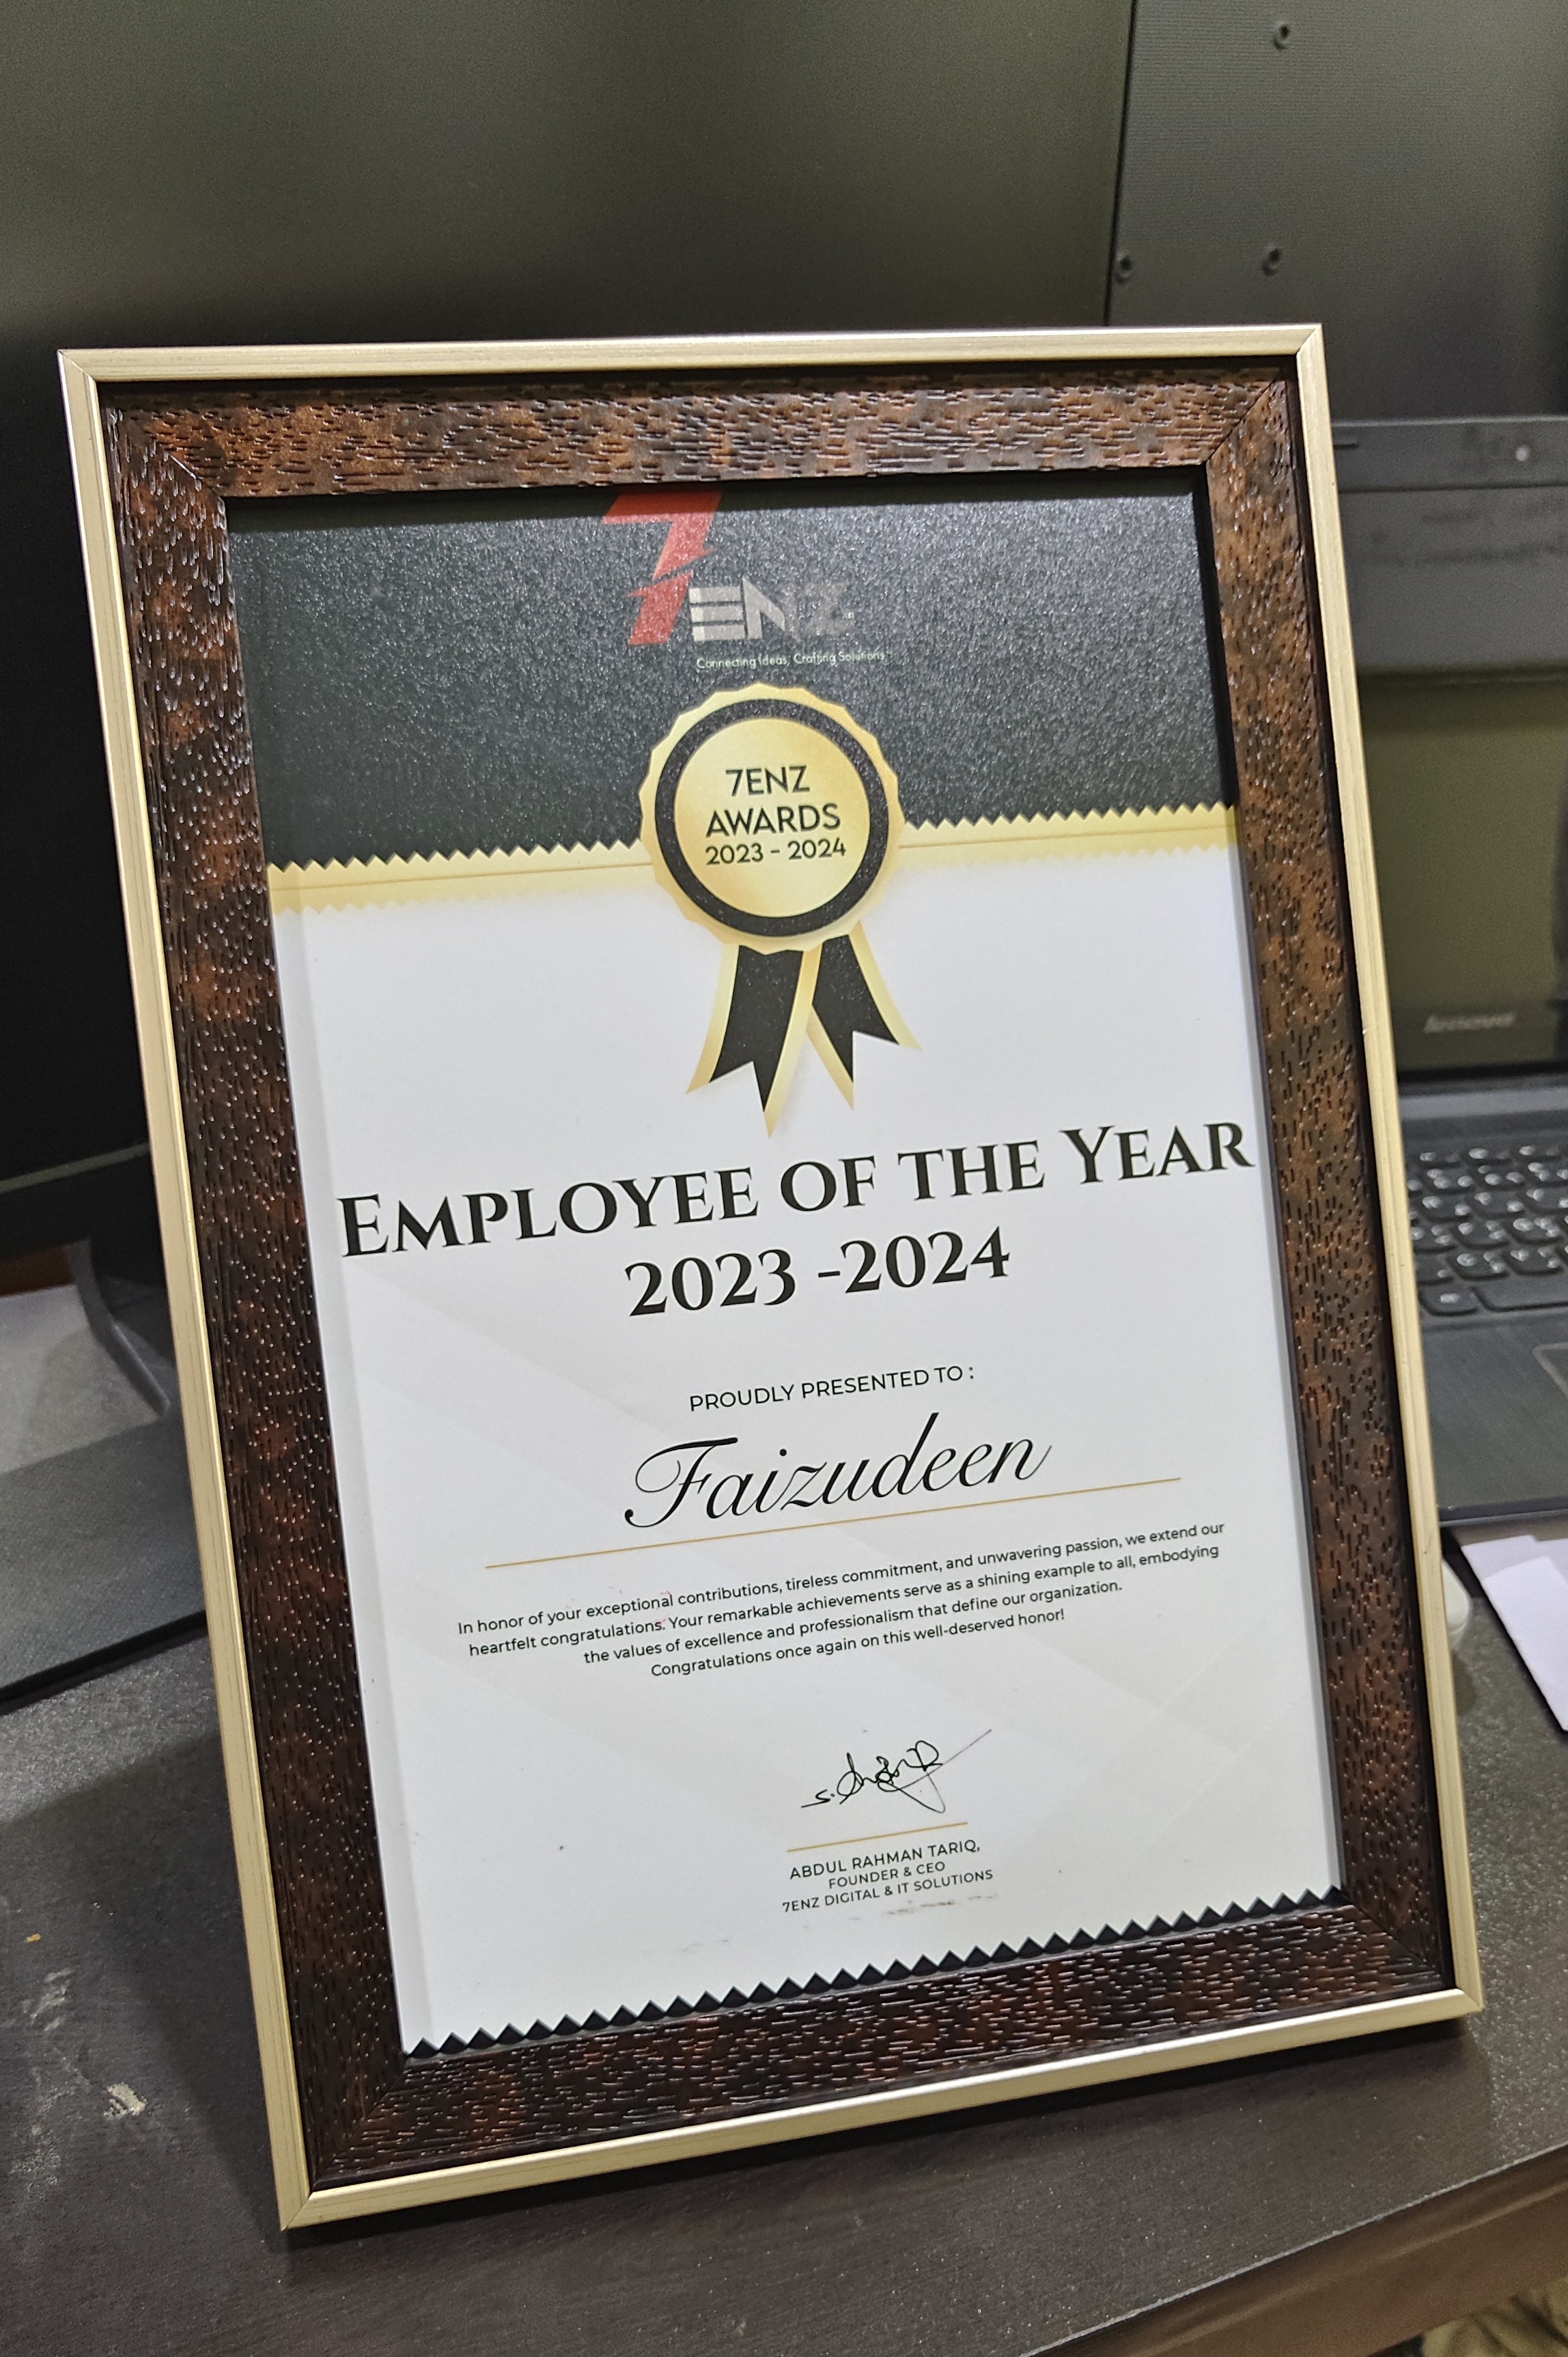 7ENZ
Connecting Ideas, Crafting Solutions
7ENZ
AWARDS
2023 - 2024
EMPLOYEE OF THE YEAR
2023 -2024
PROUDLY PRESENTED TO :
Faizudeen
In honor of your exceptional contributions, tireless commitment, and unwavering passion, we extend our
heartfelt congratulations. Your remarkable achievements serve as a shining example to all, embodying
the values of excellence and professionalism that define our organization.
Congratulations once again on this well-deserved honor!
ABDUL RAHMAN TARIQ,
FOUNDER & CEO
7ENZ DIGITAL & IT SOLUTIONS
lenovo